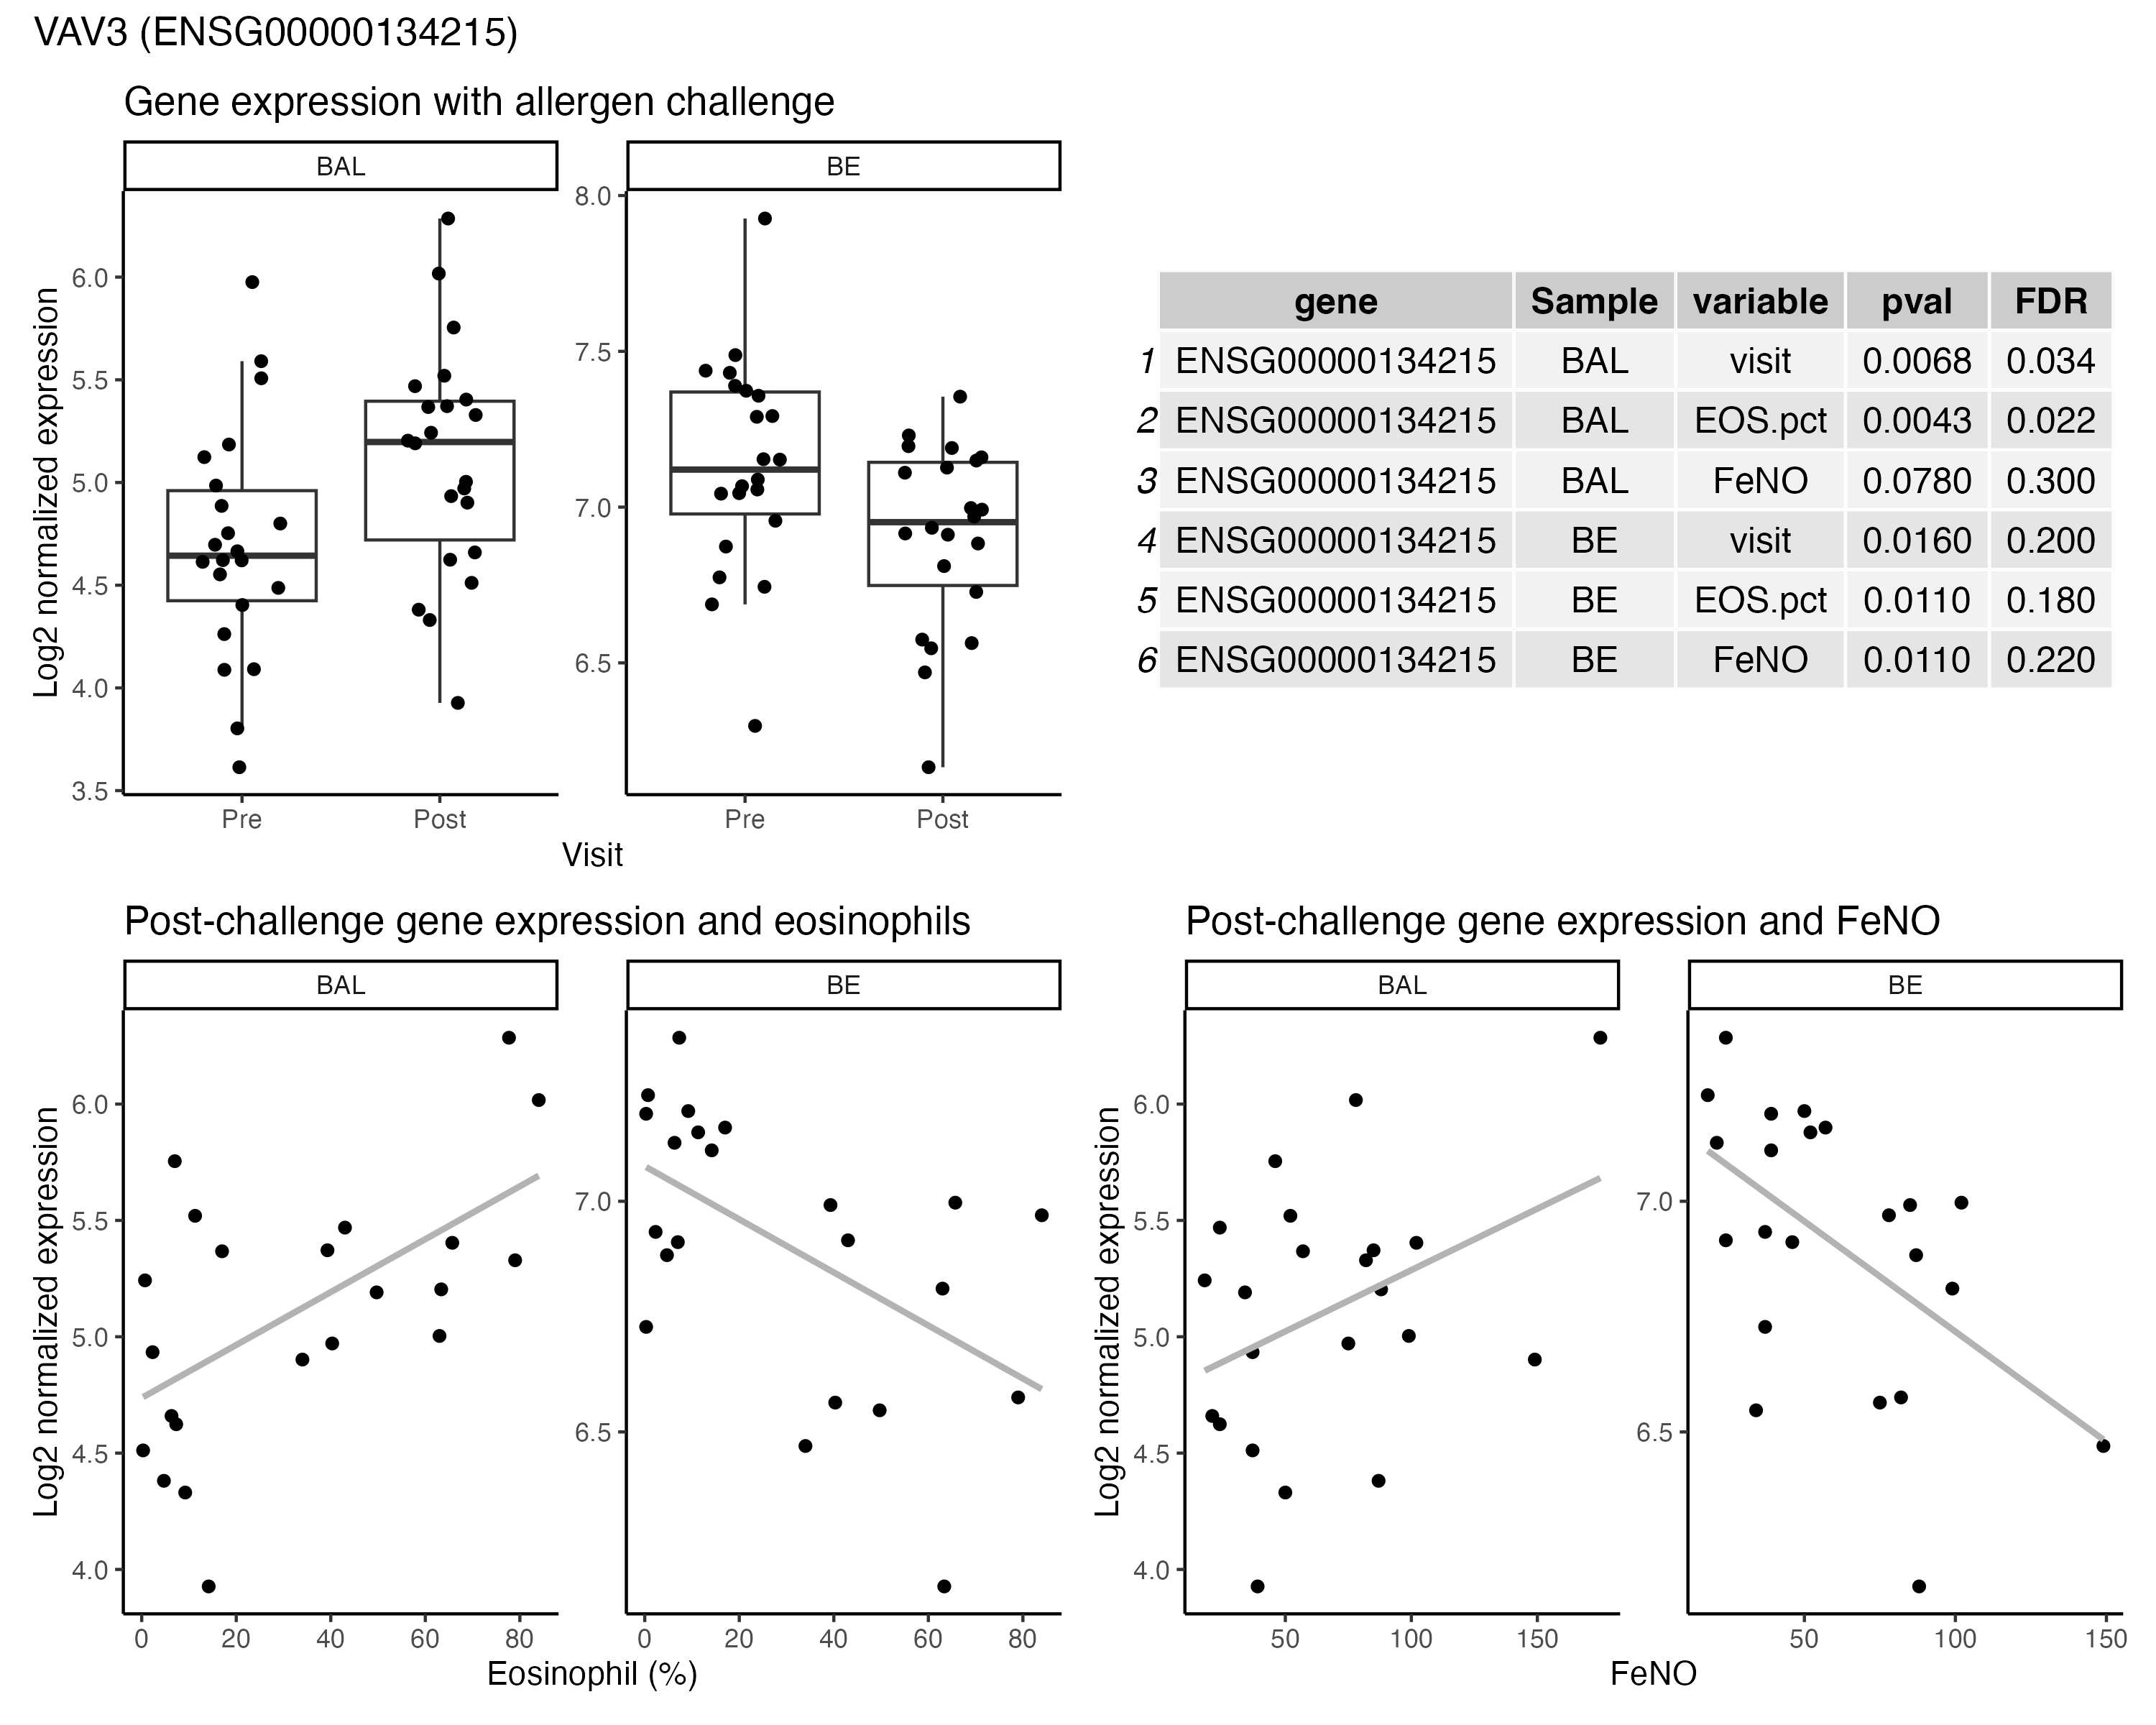 VAV3 (ENSG00000134215)
Gene expression with allergen challenge
BAL
BE
Log2 normalized expression
6.0
5.5
5.0
4.5
4.0
3.5
8.0
7.5
7.0
6.5
Pre
Post
Pre
Post
Visit
gene Sample variable pval FDR
1 ENSG00000134215 BAL visit 0.0068 0.034
2 ENSG00000134215 BAL EOS.pct 0.0043 0.022
3 ENSG00000134215 BAL FeNO 0.0780 0.300
4 ENSG00000134215 BE visit 0.0160 0.200
5 ENSG00000134215 BE EOS.pct 0.0110 0.180
6 ENSG00000134215 BE FeNO 0.0110 0.220
Post-challenge gene expression and eosinophils
BAL
BE
Log2 normalized expression
6.0
5.5
5.0
4.5
4.0
7.0
6.5
0 20 40 60 80
0 20 40 60 80
Eosinophil (%)
Post-challenge gene expression and FeNO
BAL
BE
Log2 normalized expression
6.0
5.5
5.0
4.5
4.0
7.0
6.5
50 100 150
50 100 150
FeNO